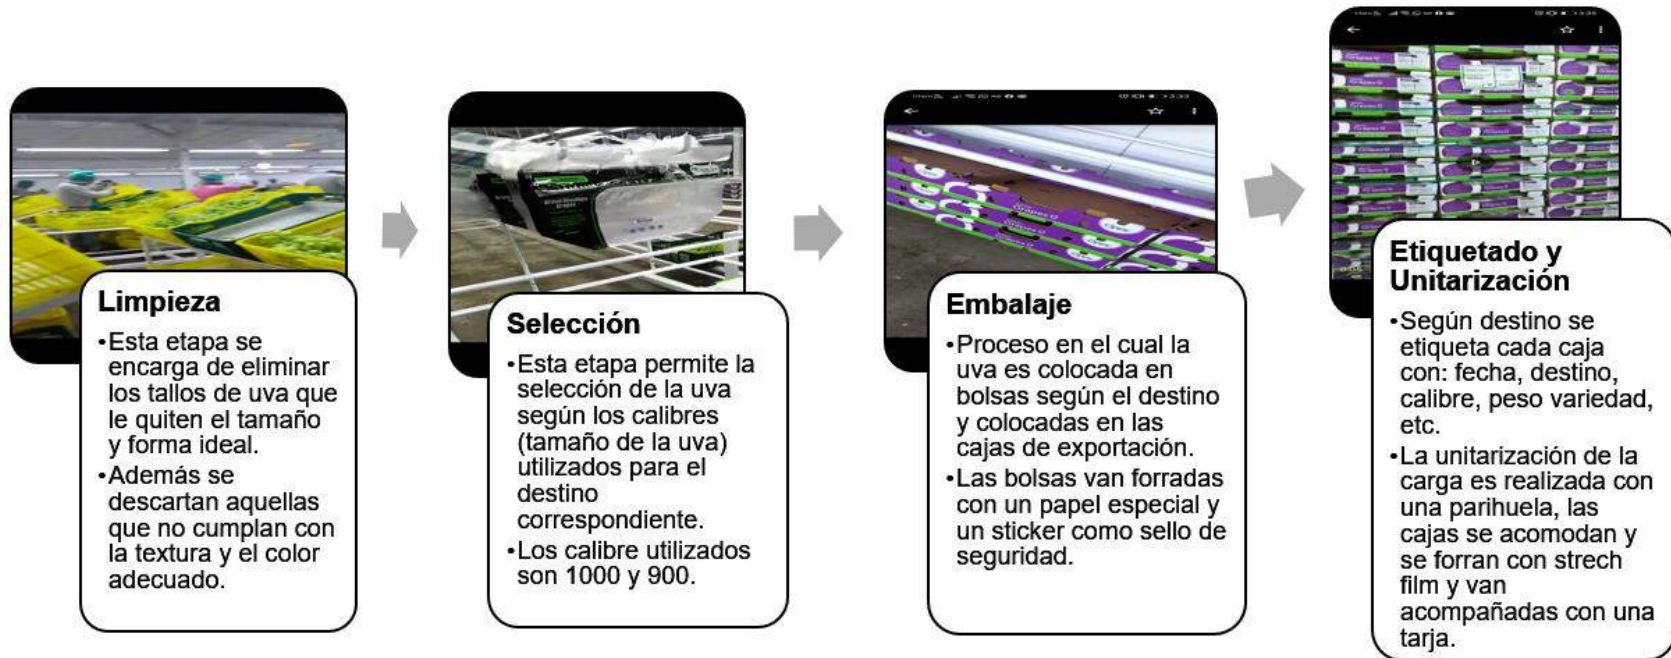 Limpieza
•Esta etapa se
encarga de eliminar
los tallos de uva que
le quiten el tamaño
y forma ideal.
•Además se
descartan aquellas
que no cumplan con
la textura y el color
adecuado.
Selección
•Esta etapa permite la
selección de la uva
según los calibres
(tamaño de la uva)
utilizados para el
destino
correspondiente.
•Los calibre utilizados
son 1000 y 900.
Embalaje
•Proceso en el cual la
uva es colocada en
bolsas según el destino
y colocadas en las
cajas de exportación.
•Las bolsas van forradas
con un papel especial y
un sticker como sello de
seguridad.
Etiquetado y
Unitarización
•Según destino se
etiqueta cada caja
con: fecha, destino,
calibre, peso variedad,
etc.
•La unitarización de la
carga es realizada con
una parihuela, las
cajas se acomodan y
se forran con strech
film y van
acompañadas con una
tarja.